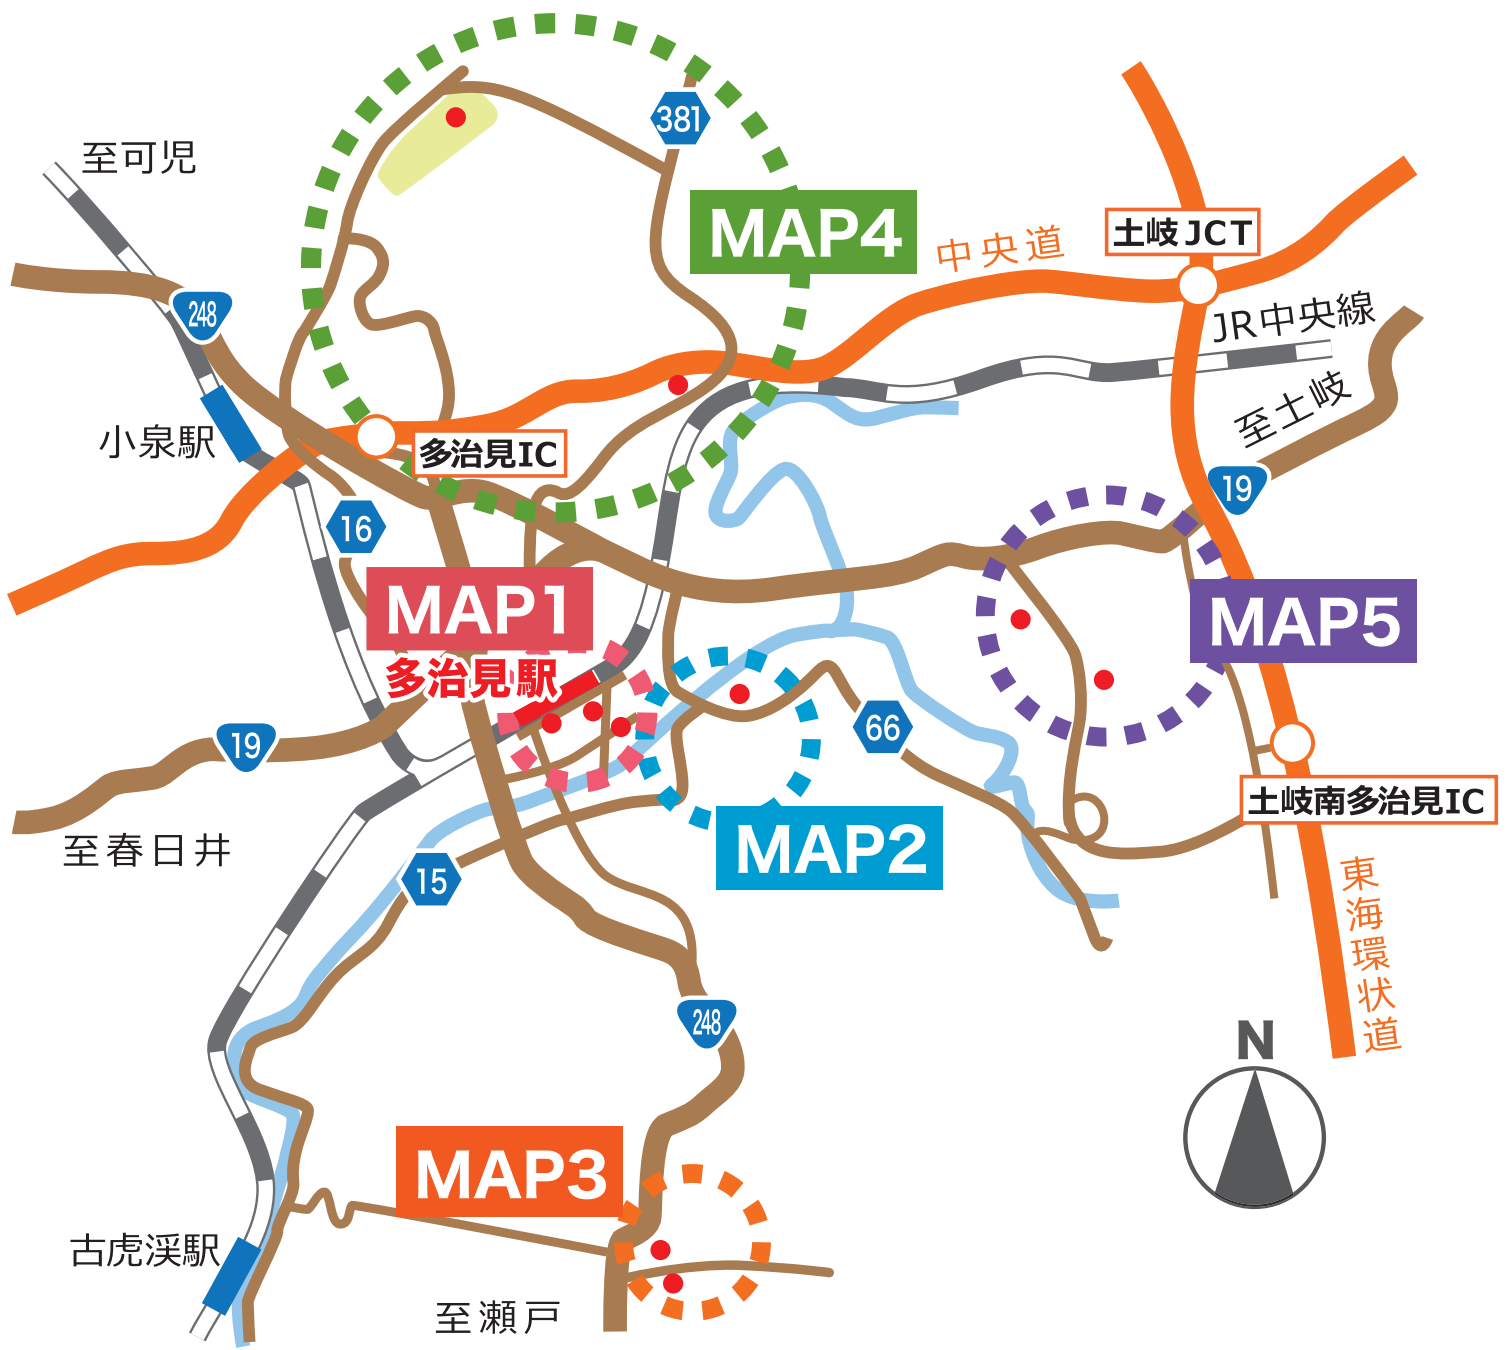 381
至可児
MAP4
土岐JCT
中央道
248
JR中央線
至土岐
小泉駅
多治見IC
19
16
MAP1
MAP5
多治見駅
66
19
土岐南多治見IC
MAP2
至春日井
15
東海環状道
248
N
MAP3
古虎渓駅
至瀬戸